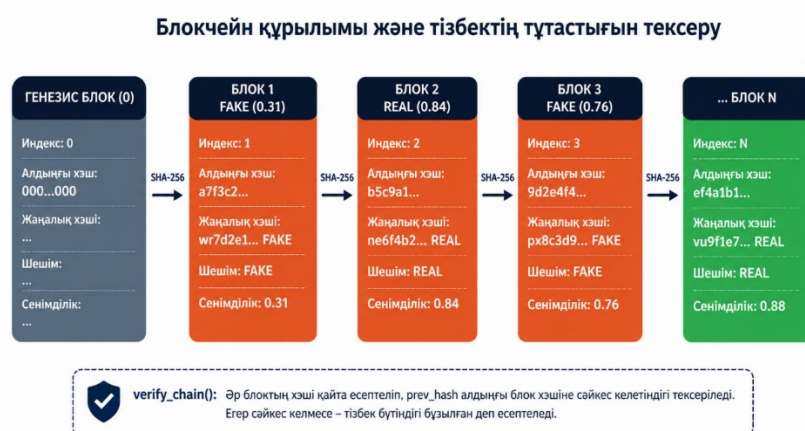 Блокчейн құрылымы және тізбектің тұтастығын тексеру
ГЕНЕЗИС БЛОК (0)
Индекс: 0
Алдыңғы хэш:
000...000
Жаңалық хэші:
...
Шешім:
...
Сенімділік:
...
SHA-256
БЛОК 1
FAKE (0.31)
Индекс: 1
Алдыңғы хэш:
a7f3c2...
Жаңалық хэші:
wr7d2e1... FAKE
Шешім: FAKE
Сенімділік: 0.31
SHA-256
БЛОК 2
REAL (0.84)
Индекс: 2
Алдыңғы хэш:
b5c9a1...
Жаңалық хэші:
ne6f4b2... REAL
Шешім: REAL
Сенімділік: 0.84
SHA-256
БЛОК 3
FAKE (0.76)
Индекс: 3
Алдыңғы хэш:
9d2e4f4...
Жаңалық хэші:
px8c3d9... FAKE
Шешім: FAKE
Сенімділік: 0.76
SHA-256
... БЛОК N
Индекс: N
Алдыңғы хэш:
ef4a1b1...
Жаңалық хэші:
vu9f1e7... REAL
Шешім: REAL
Сенімділік: 0.88
verify_chain(): Әр блоктың хэші қайта есептеліп, prev_hash алдыңғы блок хэшіне сәйкес келетіндігі тексеріледі.
Егер сәйкес келмесе – тізбек бүтіндігі бұзылған деп есептеледі.